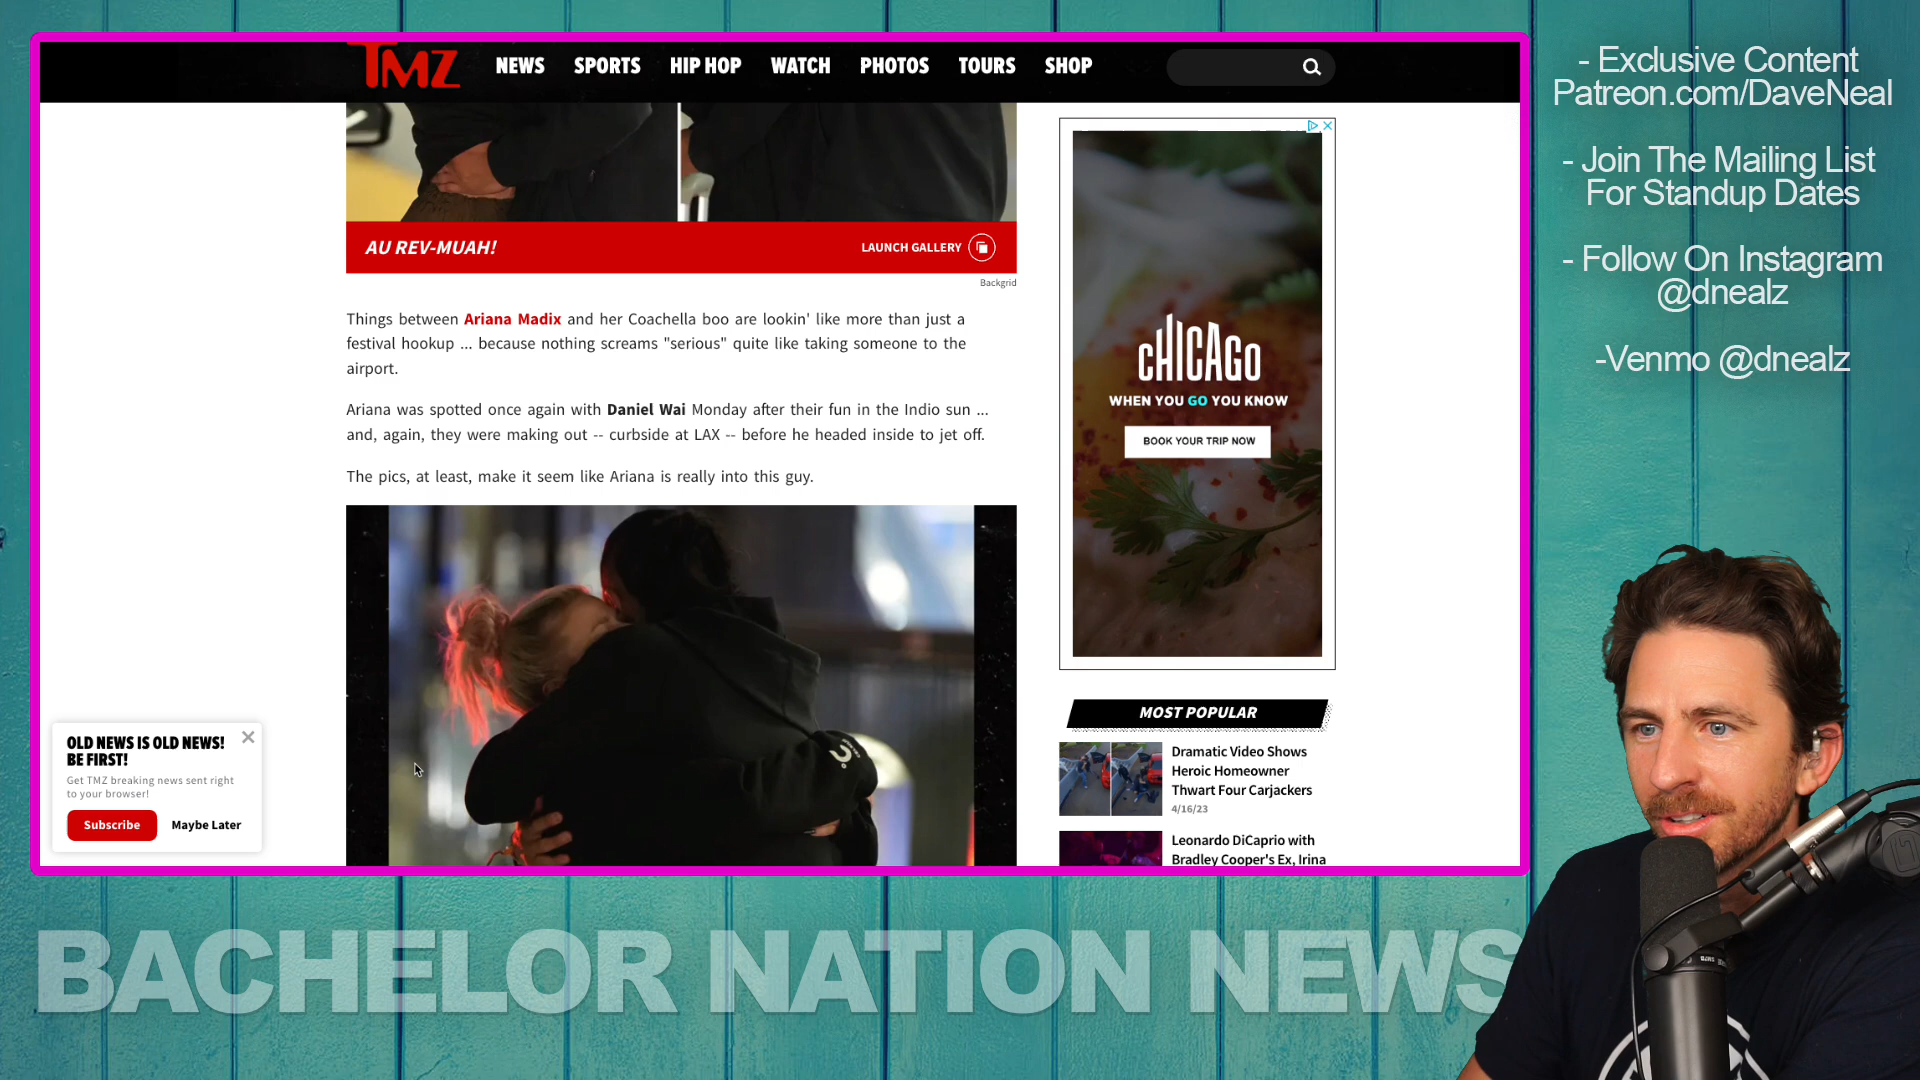 TMZ
NEWS SPORTS HIP HOP WATCH PHOTOS TOURS SHOP
AU REV-MUAH!
LAUNCH GALLERY
Backgrid
Things between Ariana Madix and her Coachella boo are lookin' like more than just a
festival hookup ... because nothing screams "serious" quite like taking someone to the
airport.
Ariana was spotted once again with Daniel Wai Monday after their fun in the Indio sun ...
and, again, they were making out -- curbside at LAX -- before he headed inside to jet off.
The pics, at least, make it seem like Ariana is really into this guy.
OLD NEWS IS OLD NEWS!
BE FIRST!
Get TMZ breaking news sent right
to your browser!
Subscribe
Maybe Later
CHICAGO
WHEN YOU GO YOU KNOW
BOOK YOUR TRIP NOW
MOST POPULAR
Dramatic Video Shows
Heroic Homeowner
Thwart Four Carjackers
4/16/23
Leonardo DiCaprio with
Bradley Cooper's Ex, Irina
- Exclusive Content
Patreon.com/DaveNeal
- Join The Mailing List
For Standup Dates
- Follow On Instagram
@dnealz
-Venmo @dnealz
BACHELOR NATION NEWS